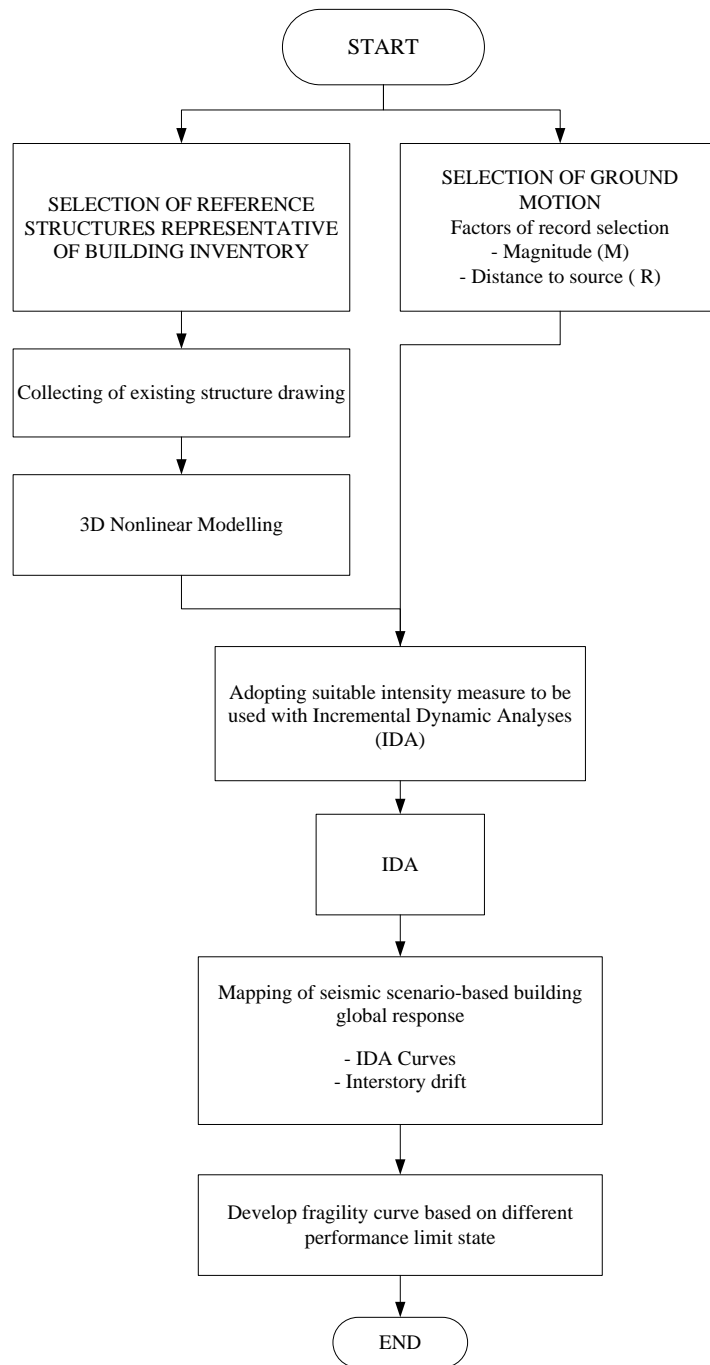 START
SELECTION OF REFERENCE
STRUCTURES REPRESENTATIVE
OF BUILDING INVENTORY
SELECTION OF GROUND
MOTION
Factors of record selection
- Magnitude (M)
- Distance to source ( R)
Collecting of existing structure drawing
3D Nonlinear Modelling
Adopting suitable intensity measure to be
used with Incremental Dynamic Analyses
(IDA)
IDA
Mapping of seismic scenario-based building
global response
- IDA Curves
- Interstory drift
Develop fragility curve based on different
performance limit state
END